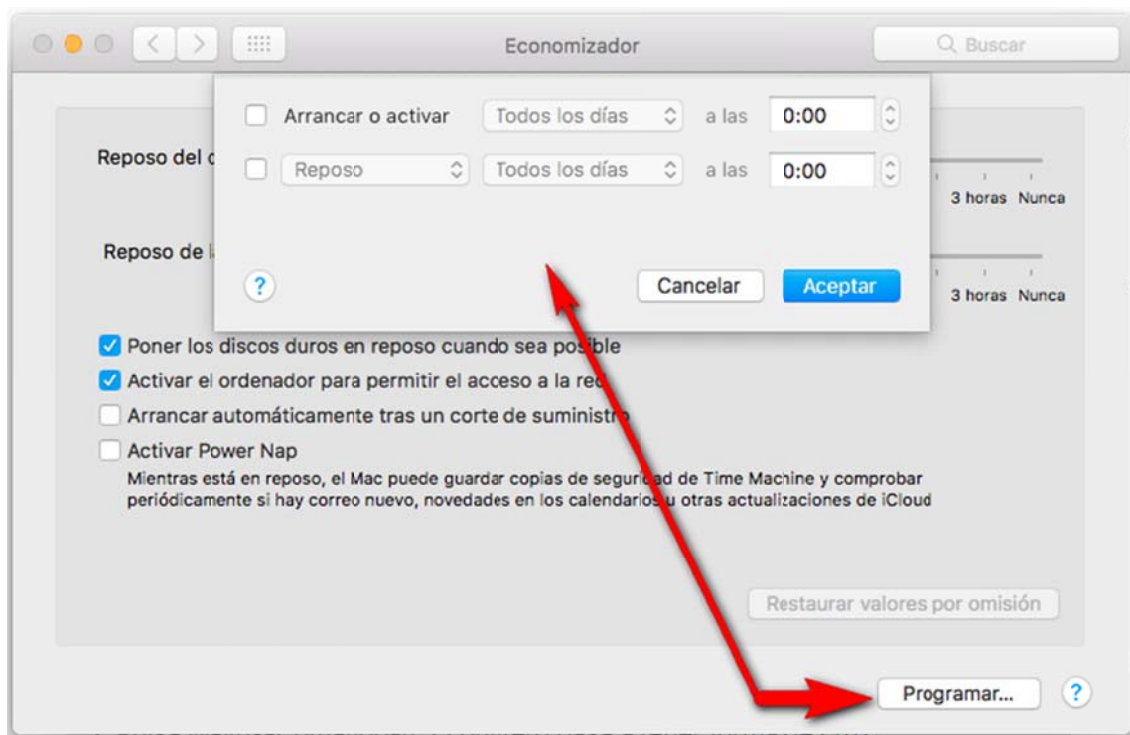 Economizador
Buscar
Arrancar o activar Todos los días a las 0:00
Reposo Todos los días a las 0:00
Reposo del
3 horas Nunca
Reposo de
?
Cancelar Aceptar
3 horas Nunca
Poner los discos duros en reposo cuando sea posible
Activar el ordenador para permitir el acceso a la red
Arrancar automáticamente tras un corte de suministro
Activar Power Nap
Mientras está en reposo, el Mac puede guardar copias de seguridad de Time Machine y comprobar
periódicamente si hay correo nuevo, novedades en los calendarios u otras actualizaciones de iCloud
Restaurar valores por omisión
Programar... ?